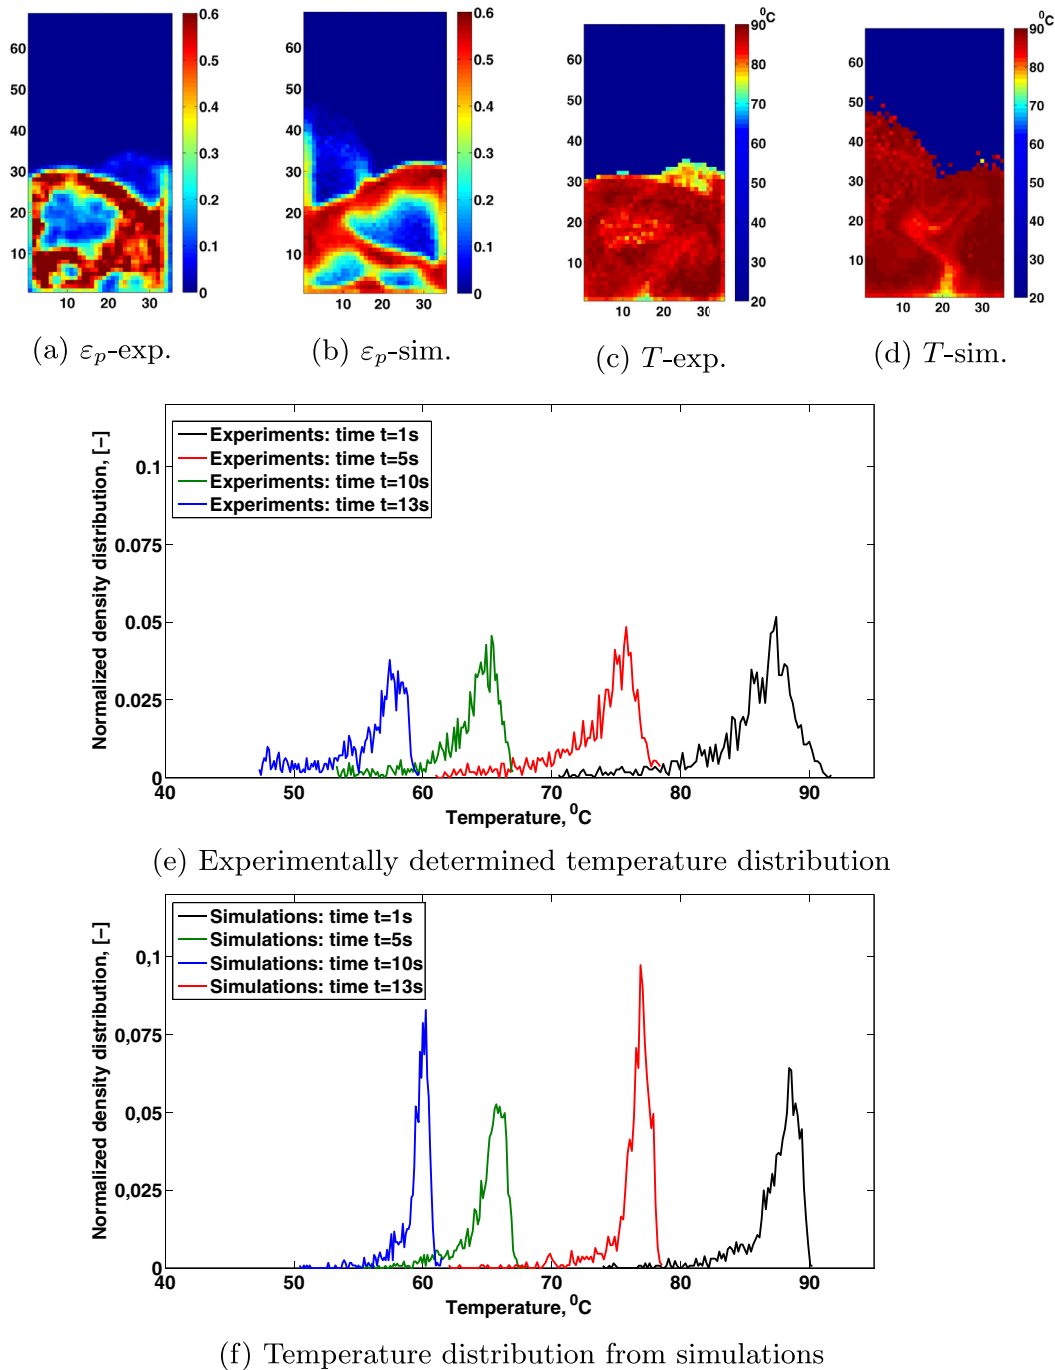 0.6
0.5
0.4
0.3
0.2
0.1
0
60
50
40
30
20
10
10 20 30
(a) εp-exp.
0.6
0.5
0.4
0.3
0.2
0.1
0
60
50
40
30
20
10
10 20 30
(b) εp-sim.
⁰C
90
80
70
60
50
40
30
20
60
50
40
30
20
10
10 20 30
(c) T-exp.
⁰C
90
80
70
60
50
40
30
20
60
50
40
30
20
10
10 20 30
(d) T-sim.
Experiments: time t=1s
Experiments: time t=5s
Experiments: time t=10s
Experiments: time t=13s
Normalized density distribution, [−]
0.1
0.075
0.05
0.025
0
40 50 60 70 80 90
Temperature, ⁰C
(e) Experimentally determined temperature distribution
Simulations: time t=1s
Simulations: time t=5s
Simulations: time t=10s
Simulations: time t=13s
Normalized density distribution, [−]
0,1
0,075
0,05
0,025
0
40 50 60 70 80 90
Temperature, ⁰C
(f) Temperature distribution from simulations